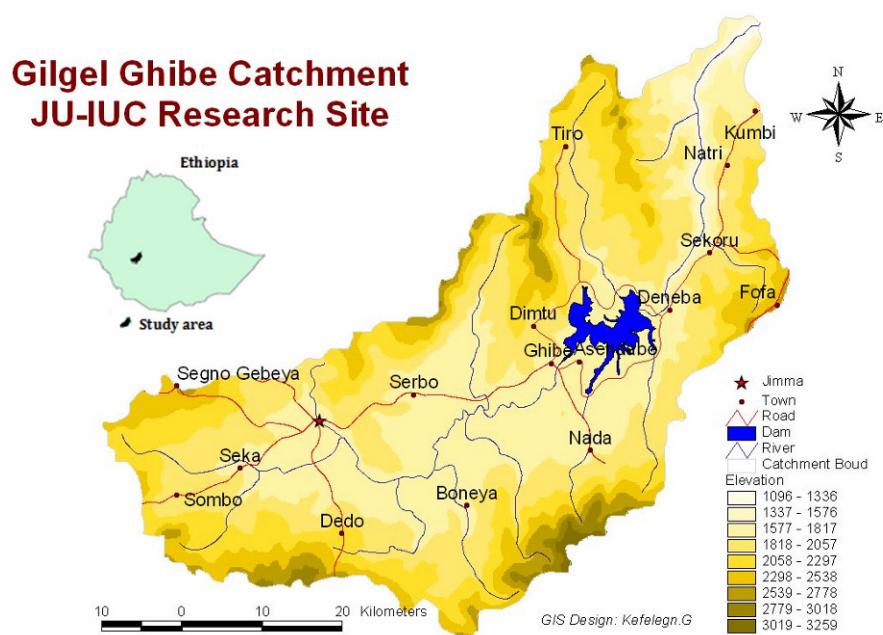 Gilgel Ghibe Catchment
JU-IUC Research Site
Ethiopia
Study area
N
W E
S
Kumbi
Tiro
Natri
Sekoru
Deneba
Fofa
Dimtu
Ghibe
Asendabo
Segno Gebeya
Serbo
Seka
Nada
Sombo
Boneya
Dedo
Jimma
Town
Road
Dam
River
Catchment Boud
Elevation
1096 - 1336
1337 - 1576
1577 - 1817
1818 - 2057
2058 - 2297
2298 - 2538
2539 - 2778
2779 - 3018
3019 - 3259
10 0 10 20 Kilometers
GIS Design: Kefelegn.G